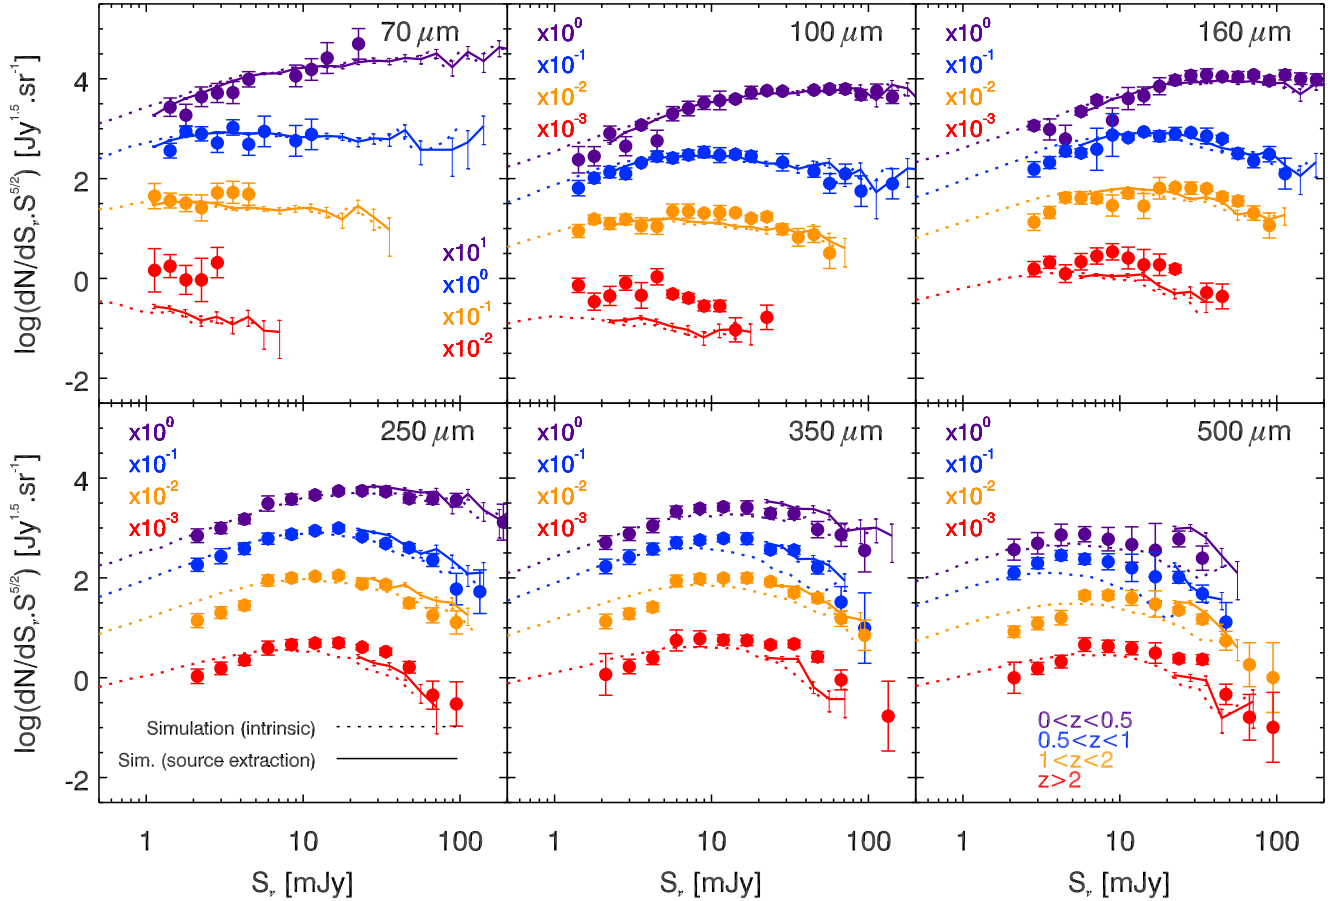 70 μm
100 μm
160 μm
x10⁰
x10⁻¹
x10⁻²
x10⁻³
x10⁰
x10⁻¹
x10⁻²
x10⁻³
x10¹
x10⁰
x10⁻¹
x10⁻²
log(dN/dSᵥ.S⁵ᐟ²) [Jy¹·⁵.sr⁻¹]
4
2
0
-2
250 μm
350 μm
500 μm
x10⁰
x10⁻¹
x10⁻²
x10⁻³
x10⁰
x10⁻¹
x10⁻²
x10⁻³
x10⁰
x10⁻¹
x10⁻²
x10⁻³
log(dN/dSᵥ.S⁵ᐟ²) [Jy¹·⁵.sr⁻¹]
4
2
0
-2
Simulation (intrinsic)
Sim. (source extraction)
0<z<0.5
0.5<z<1
1<z<2
z>2
1 10 100
1 10 100
1 10 100
Sᵥ [mJy]
Sᵥ [mJy]
Sᵥ [mJy]